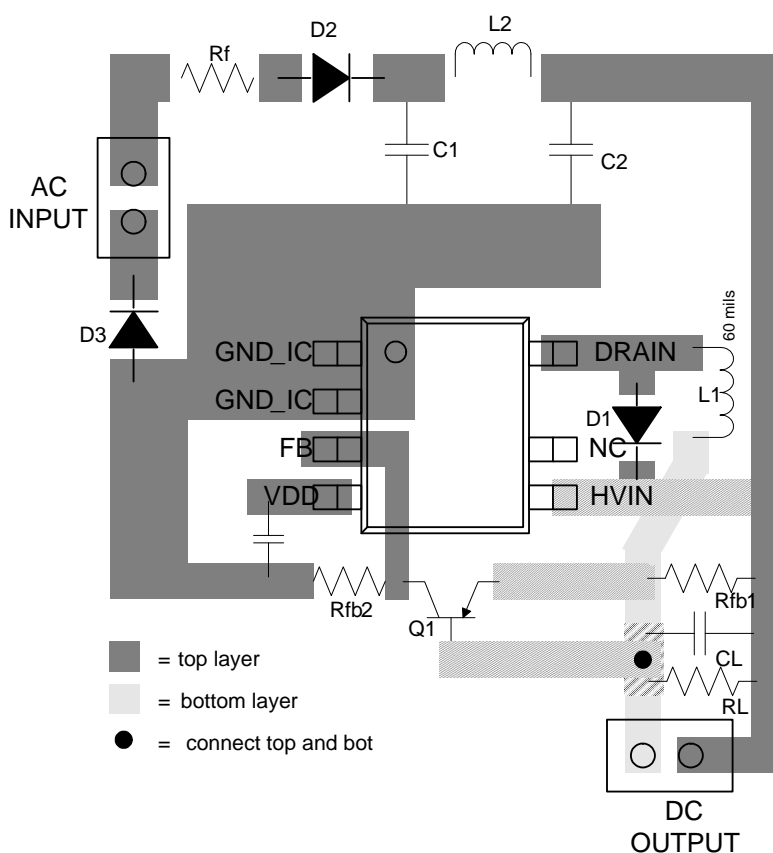 D2
L2
Rf
C1
C2
AC
INPUT
60 mils
D3
GND_IC
DRAIN
L1
GND_IC
D1
FB
NC
VDD
HVIN
Rfb2
Rfb1
Q1
CL
RL
= top layer
= bottom layer
= connect top and bot
DC
OUTPUT